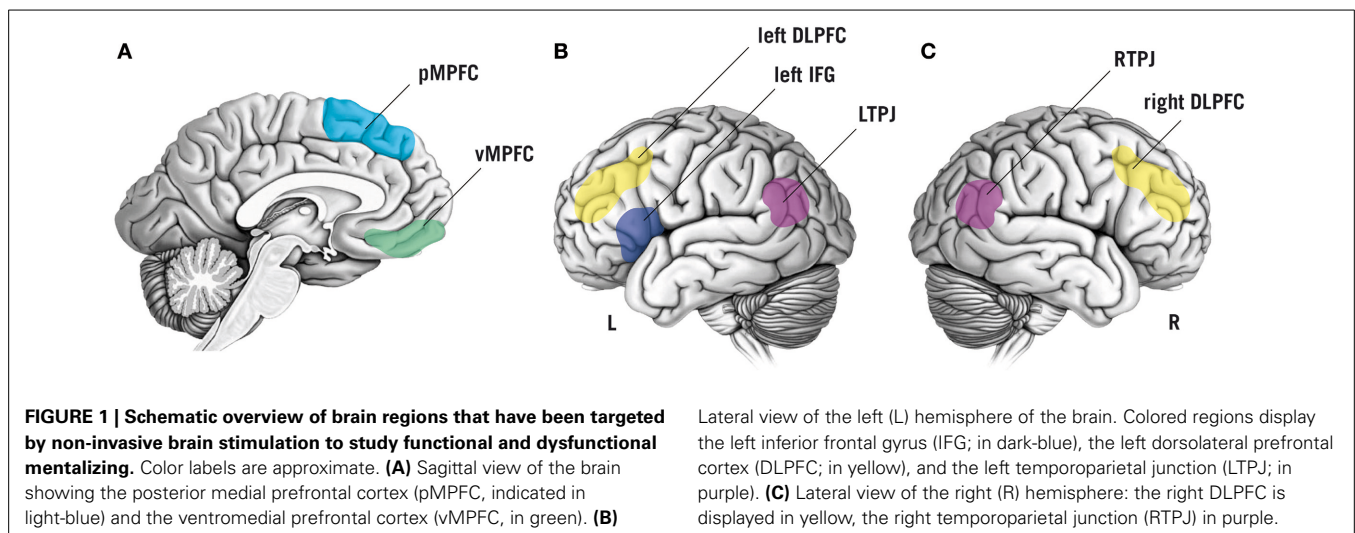 A
pMPFC
vMPFC
B
left DLPFC
left IFG
LTPJ
L
C
RTPJ
right DLPFC
R
FIGURE 1 | Schematic overview of brain regions that have been targeted
by non-invasive brain stimulation to study functional and dysfunctional
mentalizing. Color labels are approximate. (A) Sagittal view of the brain
showing the posterior medial prefrontal cortex (pMPFC, indicated in
light-blue) and the ventromedial prefrontal cortex (vMPFC, in green). (B)
Lateral view of the left (L) hemisphere of the brain. Colored regions display
the left inferior frontal gyrus (IFG; in dark-blue), the left dorsolateral prefrontal
cortex (DLPFC; in yellow), and the left temporoparietal junction (LTPJ; in
purple). (C) Lateral view of the right (R) hemisphere: the right DLPFC is
displayed in yellow, the right temporoparietal junction (RTPJ) in purple.